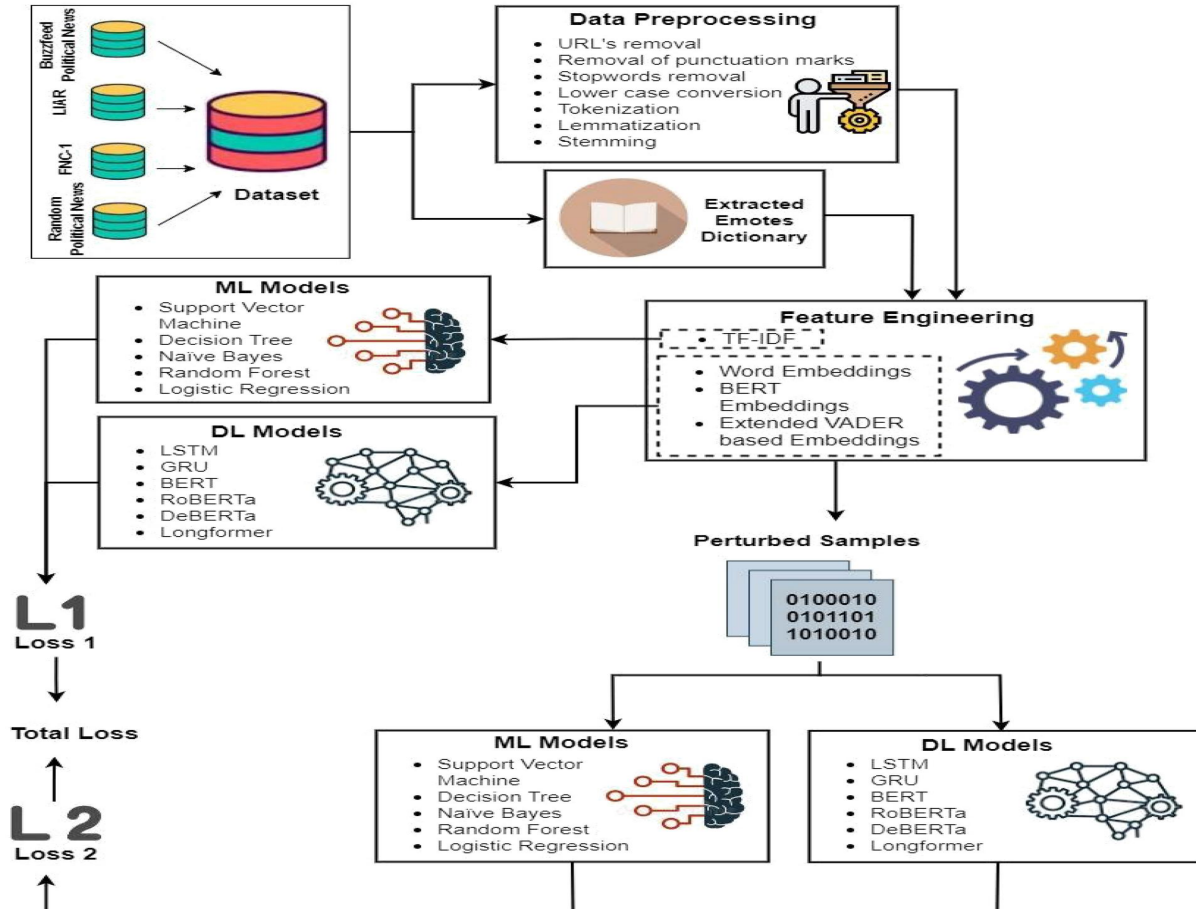 Buzzfeed
Political News
LIAR
FNC-1
Random
Political News
Dataset
Data Preprocessing
• URL's removal
• Removal of punctuation marks
• Stopwords removal
• Lower case conversion
• Tokenization
• Lemmatization
• Stemming
Extracted
Emotes
Dictionary
ML Models
• Support Vector
Machine
• Decision Tree
• Naïve Bayes
• Random Forest
• Logistic Regression
Feature Engineering
• TF-IDF
• Word Embeddings
• BERT
Embeddings
• Extended VADER
based Embeddings
DL Models
• LSTM
• GRU
• BERT
• RoBERTa
• DeBERTa
• Longformer
Perturbed Samples
0100010
0101101
1010010
L1
Loss 1
Total Loss
L2
Loss 2
ML Models
• Support Vector
Machine
• Decision Tree
• Naïve Bayes
• Random Forest
• Logistic Regression
DL Models
• LSTM
• GRU
• BERT
• RoBERTa
• DeBERTa
• Longformer